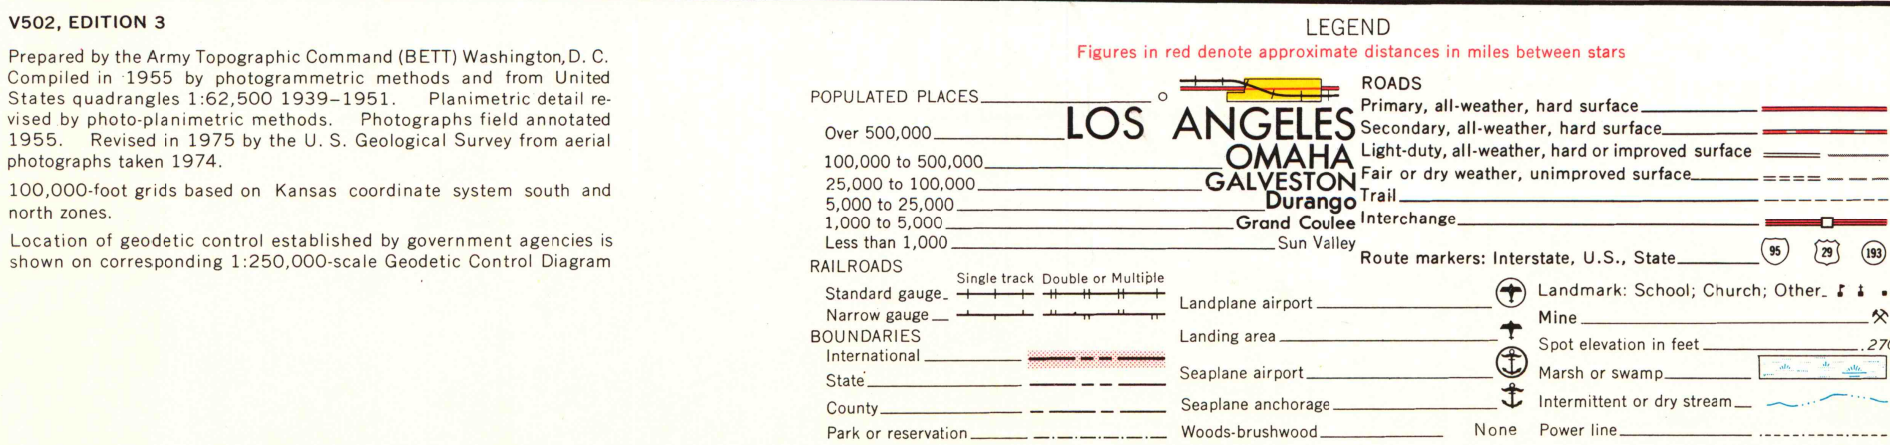 V502, EDITION 3
Prepared by the Army Topographic Command (BETT) Washington, D. C.
Compiled in 1955 by photogrammetric methods and from United
States quadrangles 1:62,500 1939–1951. Planimetric detail re-
vised by photo-planimetric methods. Photographs field annotated
1955. Revised in 1975 by the U. S. Geological Survey from aerial
photographs taken 1974.
100,000-foot grids based on Kansas coordinate system south and
north zones.
Location of geodetic control established by government agencies is
shown on corresponding 1:250,000-scale Geodetic Control Diagram
LEGEND
Figures in red denote approximate distances in miles between stars
POPULATED PLACES
Over 500,000 LOS ANGELES
100,000 to 500,000 OMAHA
25,000 to 100,000 GALVESTON
5,000 to 25,000 Durango
1,000 to 5,000 Grand Coulee
Less than 1,000 Sun Valley
RAILROADS
Single track Double or Multiple
Standard gauge
Narrow gauge
BOUNDARIES
International
State
County
Park or reservation
Landplane airport
Landing area
Seaplane airport
Seaplane anchorage
Woods-brushwood None
ROADS
Primary, all-weather, hard surface
Secondary, all-weather, hard surface
Light-duty, all-weather, hard or improved surface
Fair or dry weather, unimproved surface
Trail
Interchange
Route markers: Interstate, U.S., State 95 29 193
Landmark: School; Church; Other
Mine
Spot elevation in feet
Marsh or swamp
Intermittent or dry stream
Power line